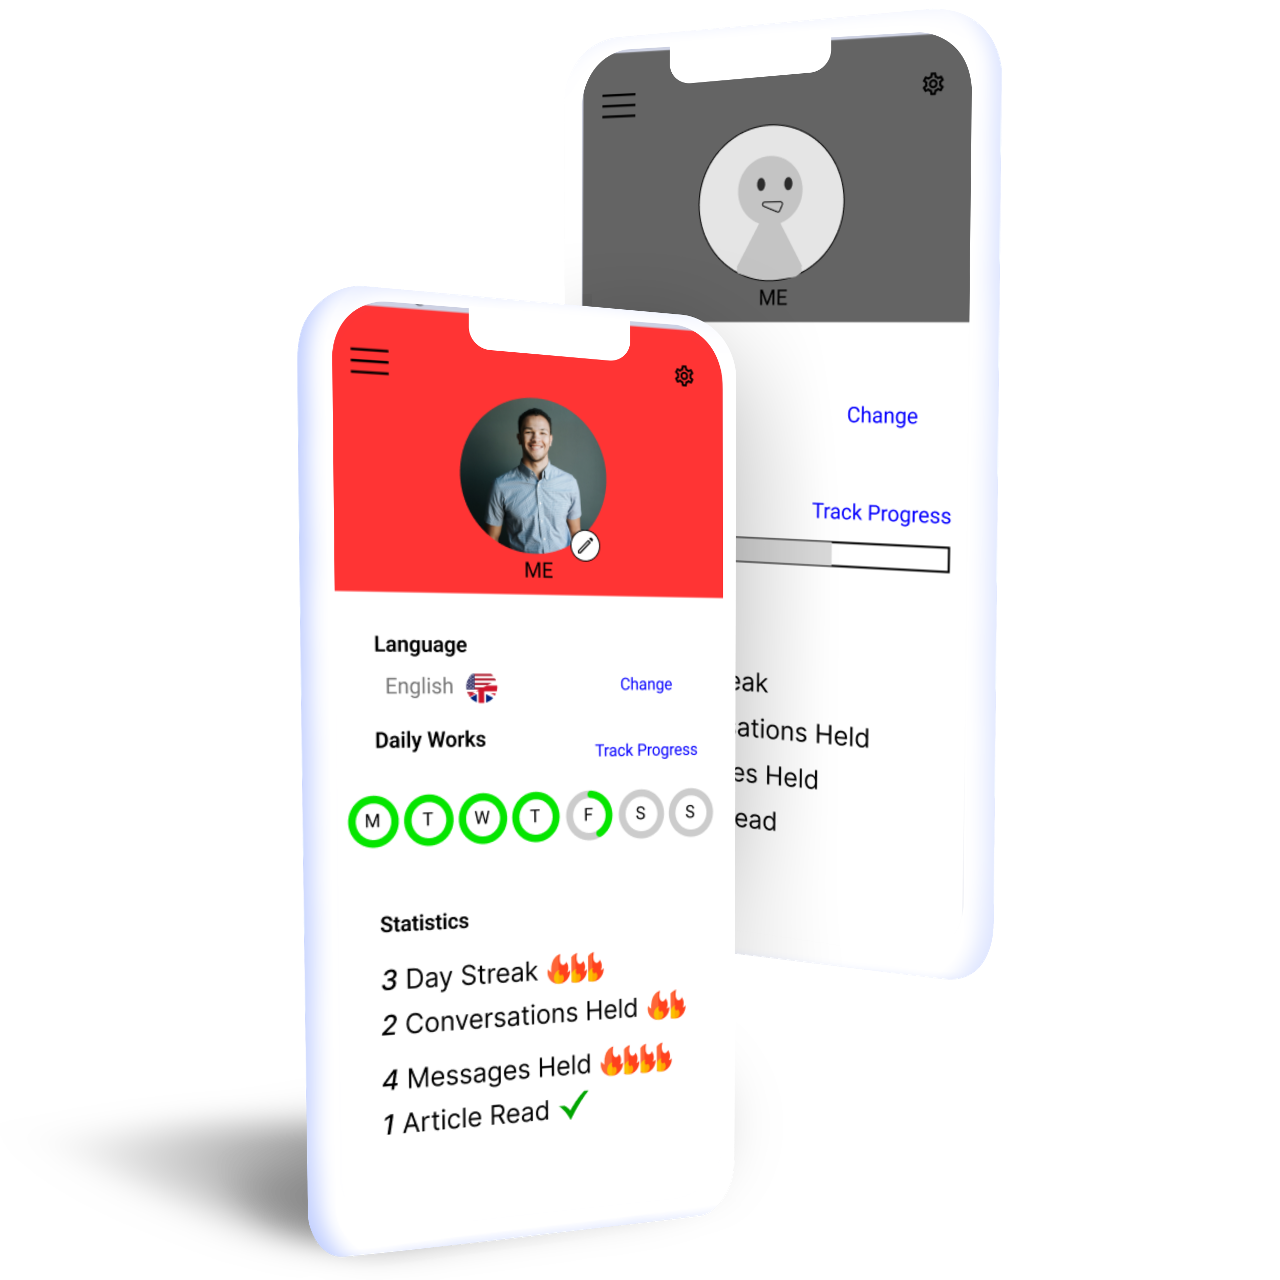 ME
Change
Track Progress
eak
ations Held
es Held
ead
ME
Language
English
Change
Daily Works
Track Progress
M T W T F S S
Statistics
3 Day Streak
2 Conversations Held
4 Messages Held
1 Article Read